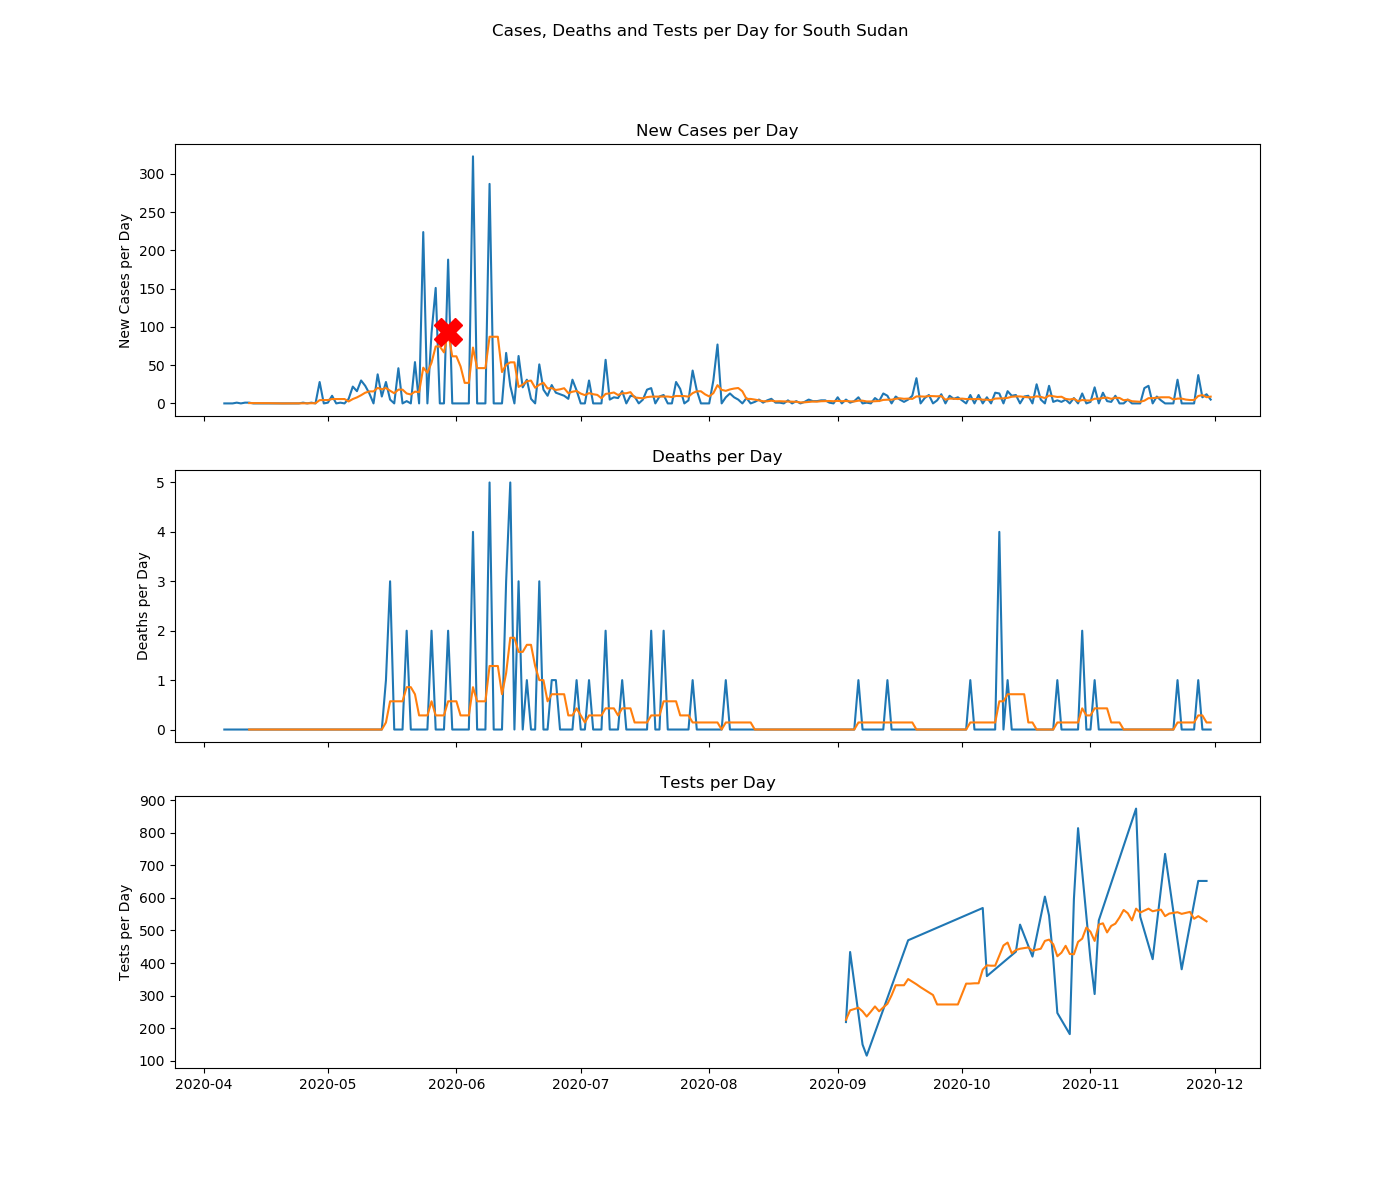 Cases, Deaths and Tests per Day for South Sudan
New Cases per Day
New Cases per Day
300
250
200
150
100
50
0
Deaths per Day
Deaths per Day
5
4
3
2
1
0
Tests per Day
Tests per Day
900
800
700
600
500
400
300
200
100
2020-04 2020-05 2020-06 2020-07 2020-08 2020-09 2020-10 2020-11 2020-12